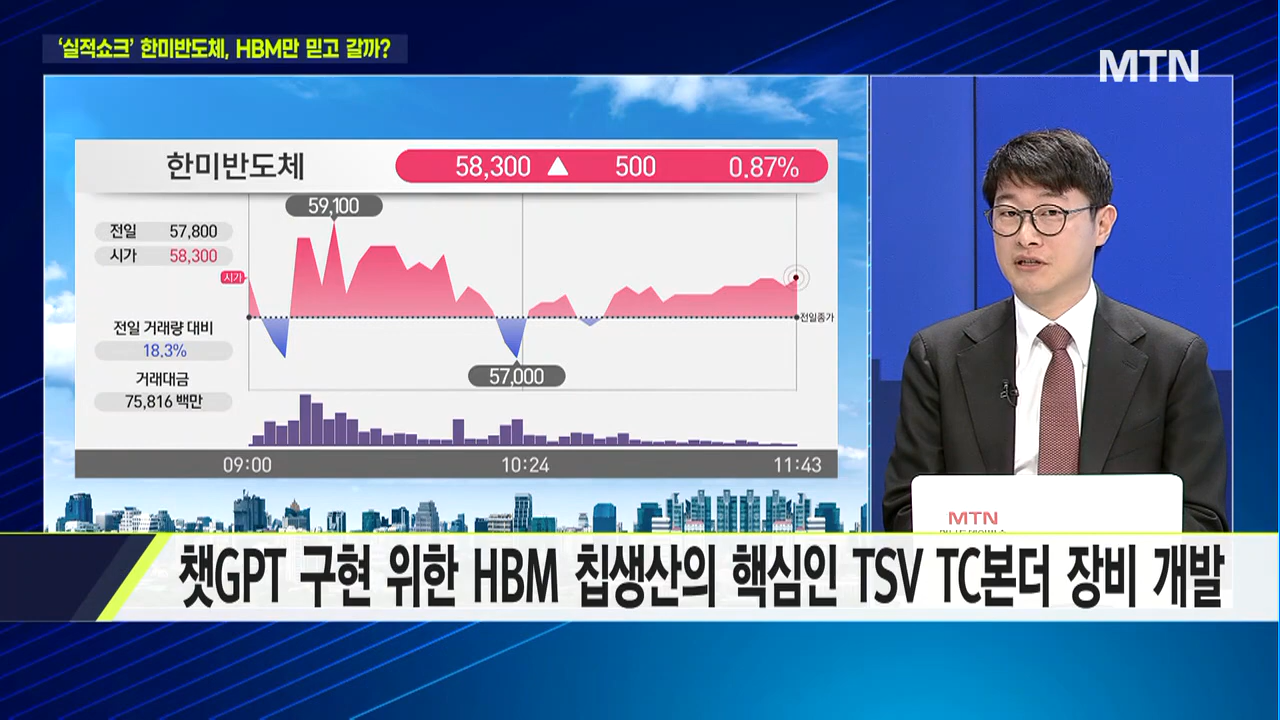 ‘실적쇼크’ 한미반도체, HBM만 믿고 갈까?
MTN
한미반도체 58,300 ▲ 500 0.87%
59,100
전일 57,800
시가 58,300
시가
전일종가
전일 거래량 대비
18.3%
57,000
거래대금
75,816 백만
09:00 10:24 11:43
MTN
챗GPT 구현 위한 HBM 칩생산의 핵심인 TSV TC본더 장비 개발